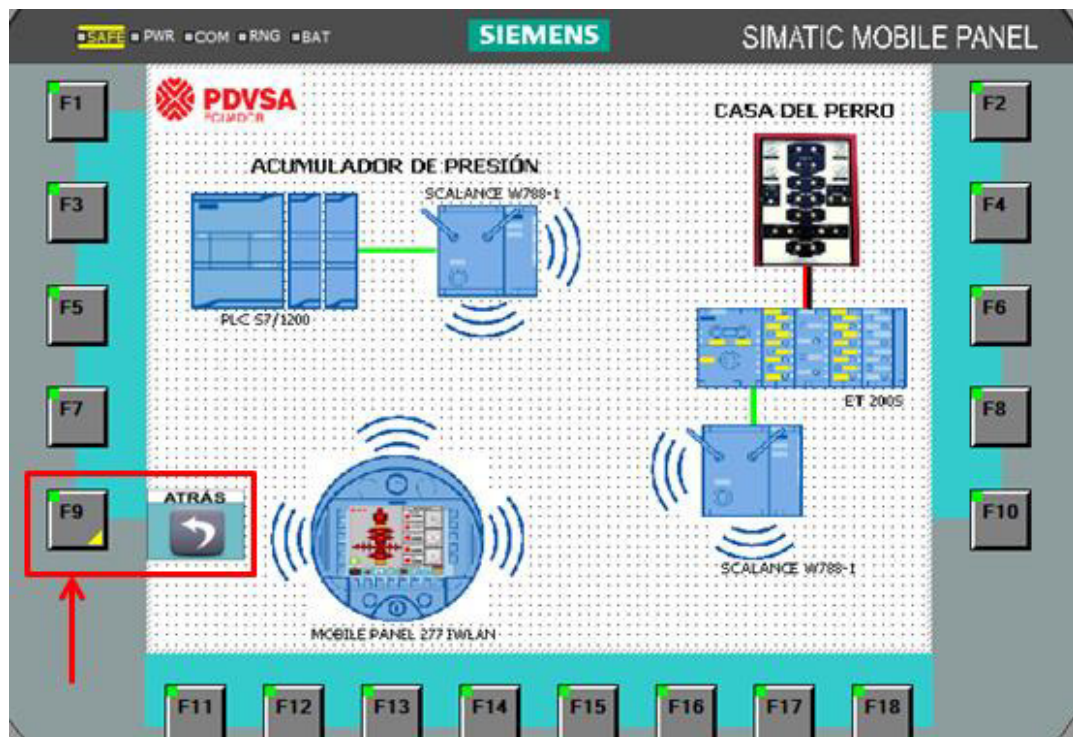 SAFE PWR COM RNG BAT
SIEMENS
SIMATIC MOBILE PANEL
F1
PDVSA
ECUADOR
CASA DEL PERRO
F2
ACUMULADOR DE PRESIÓN
SCALANCE W788-1
F3
F4
PLC S7/1200
F5
F6
ET 200S
F7
F8
F9
ATRÁS
F10
SCALANCE W788-1
MOBILE PANEL 277 IWLAN
F11 F12 F13 F14 F15 F16 F17 F18